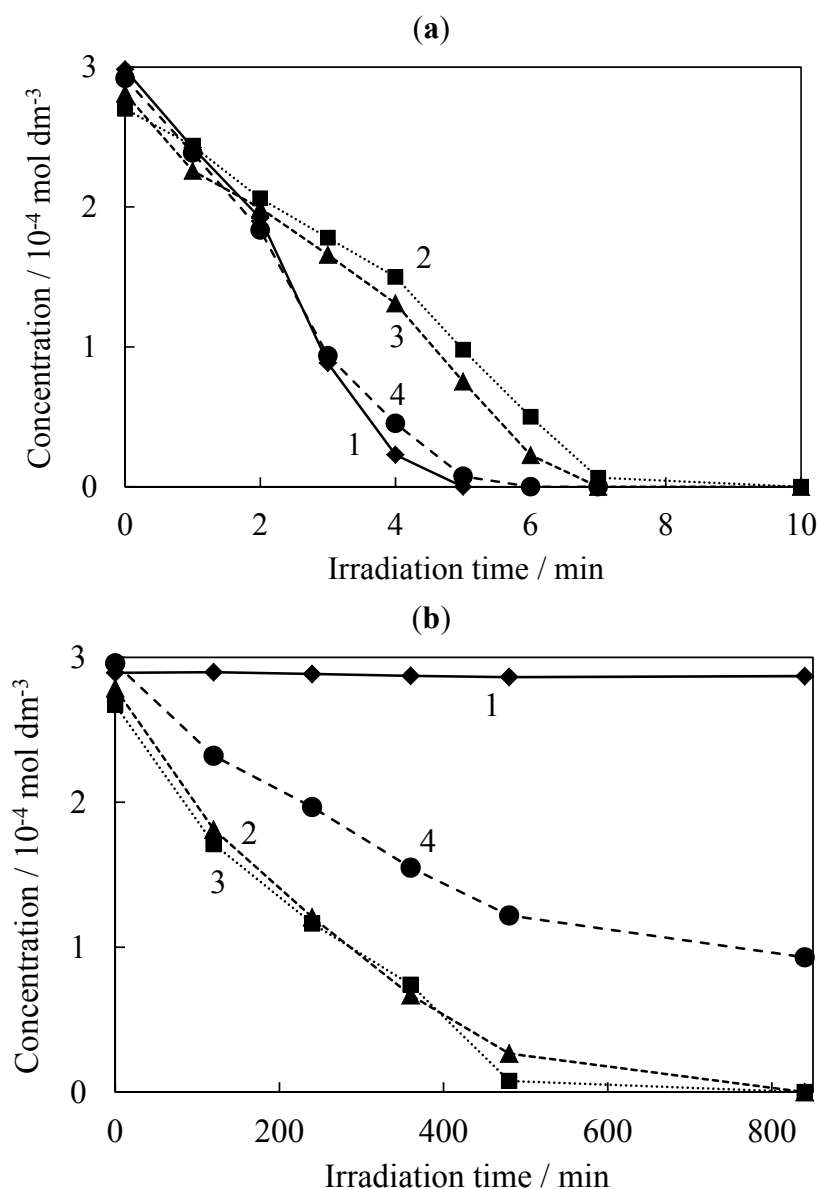 (a)
3
2
1
0
Concentration / 10⁻⁴ mol dm⁻³
2
3
4
1
0 2 4 6 8 10
Irradiation time / min
(b)
3
2
1
0
Concentration / 10⁻⁴ mol dm⁻³
1
4
2
3
0 200 400 600 800
Irradiation time / min